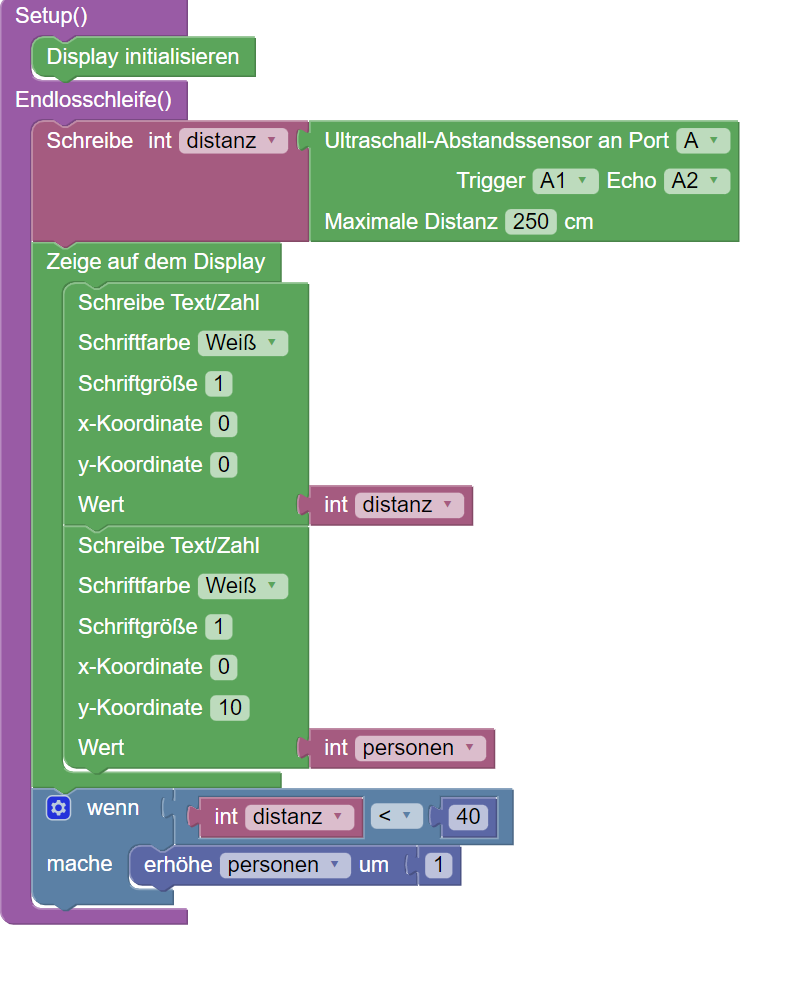 Setup()
Display initialisieren
Endlosschleife()
Schreibe int distanz Ultraschall-Abstandssensor an Port A
Trigger A1 Echo A2
Maximale Distanz 250 cm
Zeige auf dem Display
Schreibe Text/Zahl
Schriftfarbe Weiß
Schriftgröße 1
x-Koordinate 0
y-Koordinate 0
Wert int distanz
Schreibe Text/Zahl
Schriftfarbe Weiß
Schriftgröße 1
x-Koordinate 0
y-Koordinate 10
Wert int personen
wenn int distanz < 40
mache erhöhe personen um 1